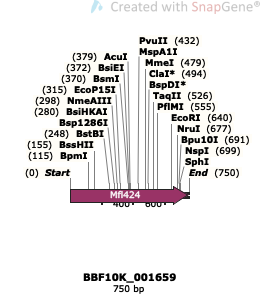 Created with SnapGene®
PvuII (432)
(379) AcuI MspA1I
(372) BsiEI MmeI (479)
(370) BsmI ClaI* (494)
(315) EcoP15I BspDI*
(298) NmeAIII TaqII (526)
(280) BsiHKAI PflMI (555)
Bsp1286I EcoRI (640)
(248) BstBI NruI (677)
(155) BssHII Bpu10I (691)
(115) BpmI NspI (699)
SphI
(0) Start End (750)
Mfl424
400 600
BBF10K_001659
750 bp